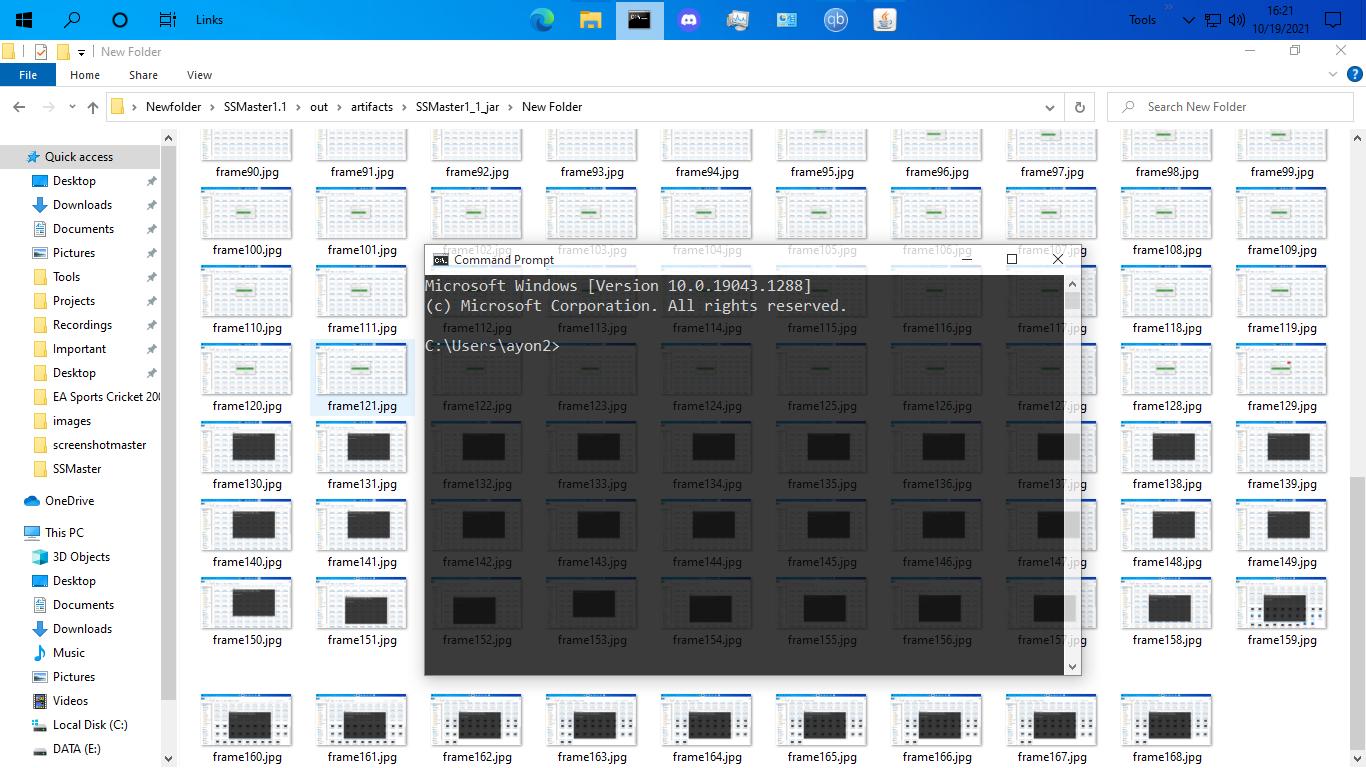 Links
Tools
16:21
10/19/2021
New Folder
File Home Share View
Newfolder SSMaster1.1 out artifacts SSMaster1_1_jar New Folder
Search New Folder
Quick access
Desktop
Downloads
Documents
Pictures
Tools
Projects
Recordings
Important
Desktop
EA Sports Cricket 200
images
screenshotmaster
SSMaster
OneDrive
This PC
3D Objects
Desktop
Documents
Downloads
Music
Pictures
Videos
Local Disk (C:)
DATA (E:)
frame90.jpg frame91.jpg frame92.jpg frame93.jpg frame94.jpg frame95.jpg frame96.jpg frame97.jpg frame98.jpg frame99.jpg
frame100.jpg frame101.jpg frame102.jpg frame103.jpg frame104.jpg frame105.jpg frame106.jpg frame107.jpg frame108.jpg frame109.jpg
Command Prompt
Microsoft Windows [Version 10.0.19043.1288]
(c) Microsoft Corporation. All rights reserved.
C:\Users\ayon2>
frame110.jpg frame111.jpg frame112.jpg frame113.jpg frame114.jpg frame115.jpg frame116.jpg frame117.jpg frame118.jpg frame119.jpg
frame120.jpg frame121.jpg frame122.jpg frame123.jpg frame124.jpg frame125.jpg frame126.jpg frame127.jpg frame128.jpg frame129.jpg
frame130.jpg frame131.jpg frame132.jpg frame133.jpg frame134.jpg frame135.jpg frame136.jpg frame137.jpg frame138.jpg frame139.jpg
frame140.jpg frame141.jpg frame142.jpg frame143.jpg frame144.jpg frame145.jpg frame146.jpg frame147.jpg frame148.jpg frame149.jpg
frame150.jpg frame151.jpg frame152.jpg frame153.jpg frame154.jpg frame155.jpg frame156.jpg frame157.jpg frame158.jpg frame159.jpg
frame160.jpg frame161.jpg frame162.jpg frame163.jpg frame164.jpg frame165.jpg frame166.jpg frame167.jpg frame168.jpg